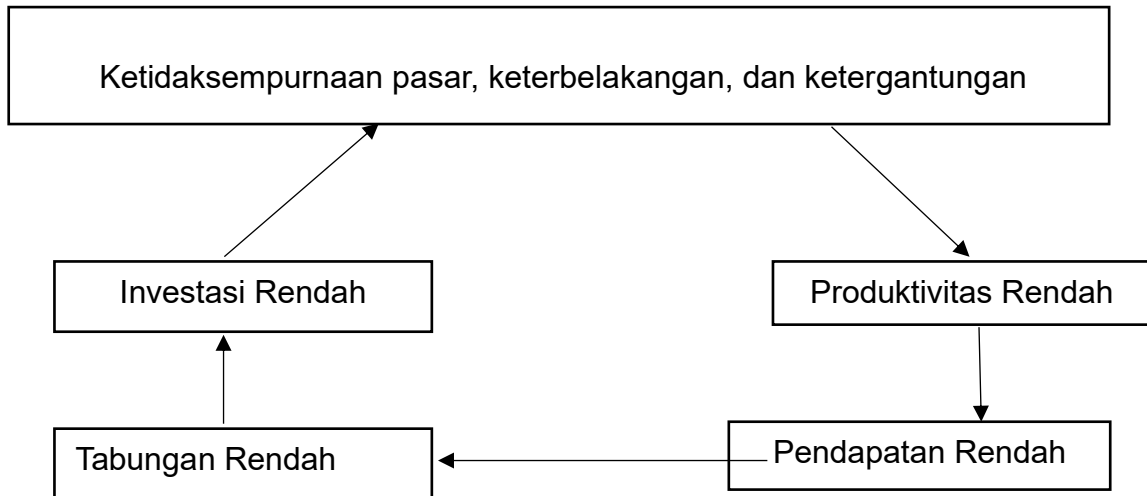 Ketidaksempurnaan pasar, keterbelakangan, dan ketergantungan
Investasi Rendah
Produktivitas Rendah
Tabungan Rendah
Pendapatan Rendah